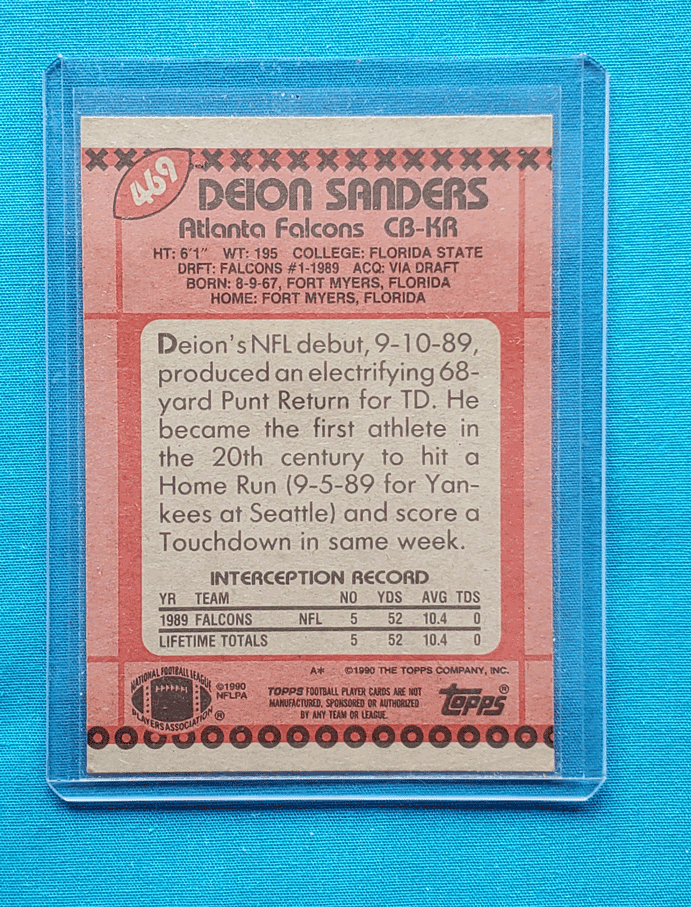 469
DEION SANDERS
Atlanta Falcons CB-KR
HT: 6'1" WT: 195 COLLEGE: FLORIDA STATE
DRFT: FALCONS #1-1989 ACQ: VIA DRAFT
BORN: 8-9-67, FORT MYERS, FLORIDA
HOME: FORT MYERS, FLORIDA
Deion's NFL debut, 9-10-89,
produced an electrifying 68-
yard Punt Return for TD. He
became the first athlete in
the 20th century to hit a
Home Run (9-5-89 for Yan-
kees at Seattle) and score a
Touchdown in same week.
INTERCEPTION RECORD
YR TEAM NO YDS AVG TDS
1989 FALCONS NFL 5 52 10.4 0
LIFETIME TOTALS 5 52 10.4 0
A* ©1990 THE TOPPS COMPANY, INC.
NATIONAL FOOTBALL LEAGUE
PLAYERS ASSOCIATION ®
©1990
NFLPA
TOPPS FOOTBALL PLAYER CARDS ARE NOT
MANUFACTURED, SPONSORED OR AUTHORIZED
BY ANY TEAM OR LEAGUE.
topps®